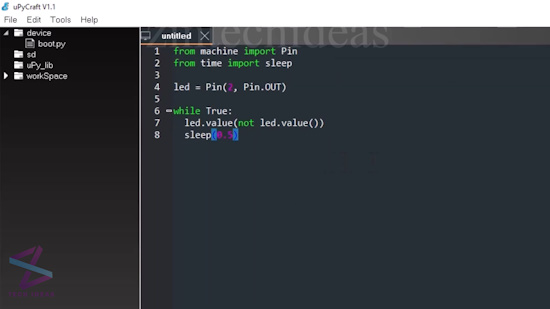 uPyCraft V1.1
File Edit Tools Help
device
boot.py
sd
uPy_lib
workSpace
untitled
1 from machine import Pin
2 from time import sleep
3
4 led = Pin(2, Pin.OUT)
5
6 while True:
7 led.value(not led.value())
8 sleep(0.5)